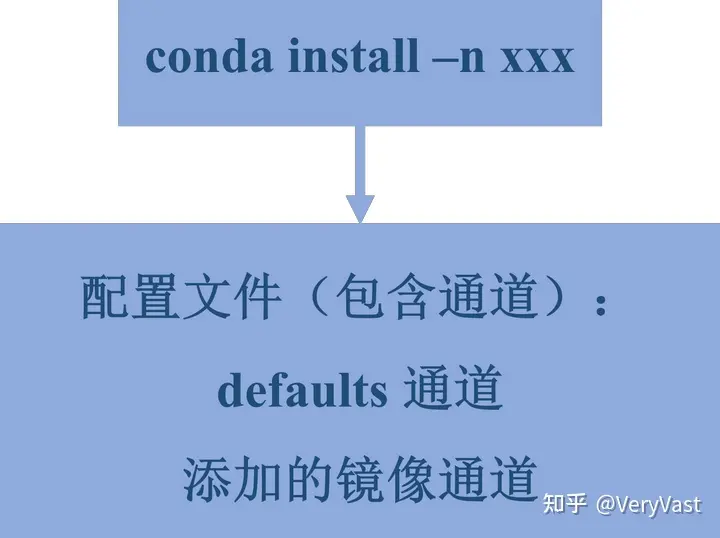 conda install –n xxx
配置文件（包含通道）：
defaults 通道
添加的镜像通道
知乎 @VeryVast